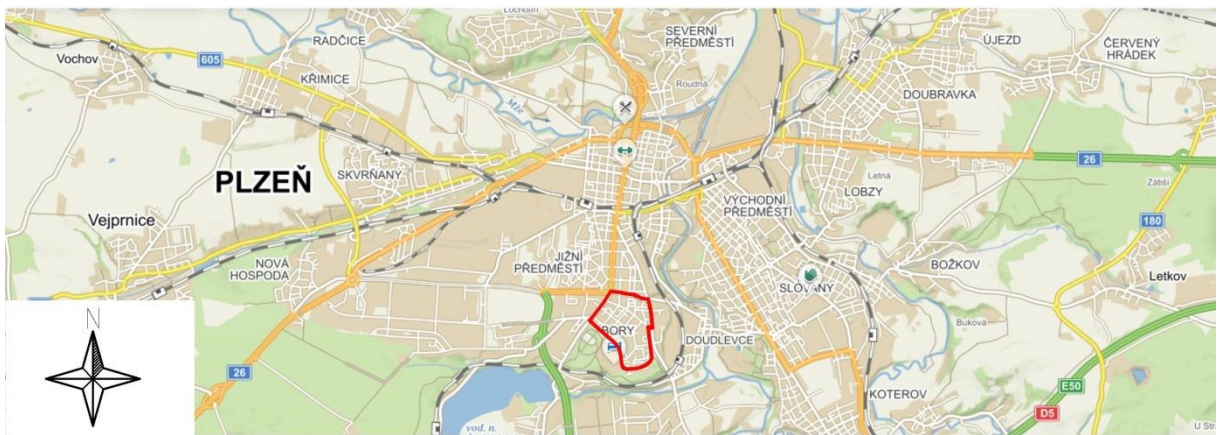 Lochotín
SEVERNÍ
PŘEDMĚSTÍ
ÚJEZD
ČERVENÝ
HRÁDEK
RADČICE
Vochov
605
KŘIMICE
Roudná
DOUBRAVKA
Mže
26
SKVRŇANY
PLZEŇ
Letná
LOBZY
Zátiší
180
VÝCHODNÍ
PŘEDMĚSTÍ
Vejprnice
JIŽNÍ
PŘEDMĚSTÍ
NOVÁ
HOSPODA
BOŽKOV
Letkov
SLOVANY
N
BORY
DOUDLEVCE
Buková
26
E50
KOTEROV
D5
vod. n.
České
U Str